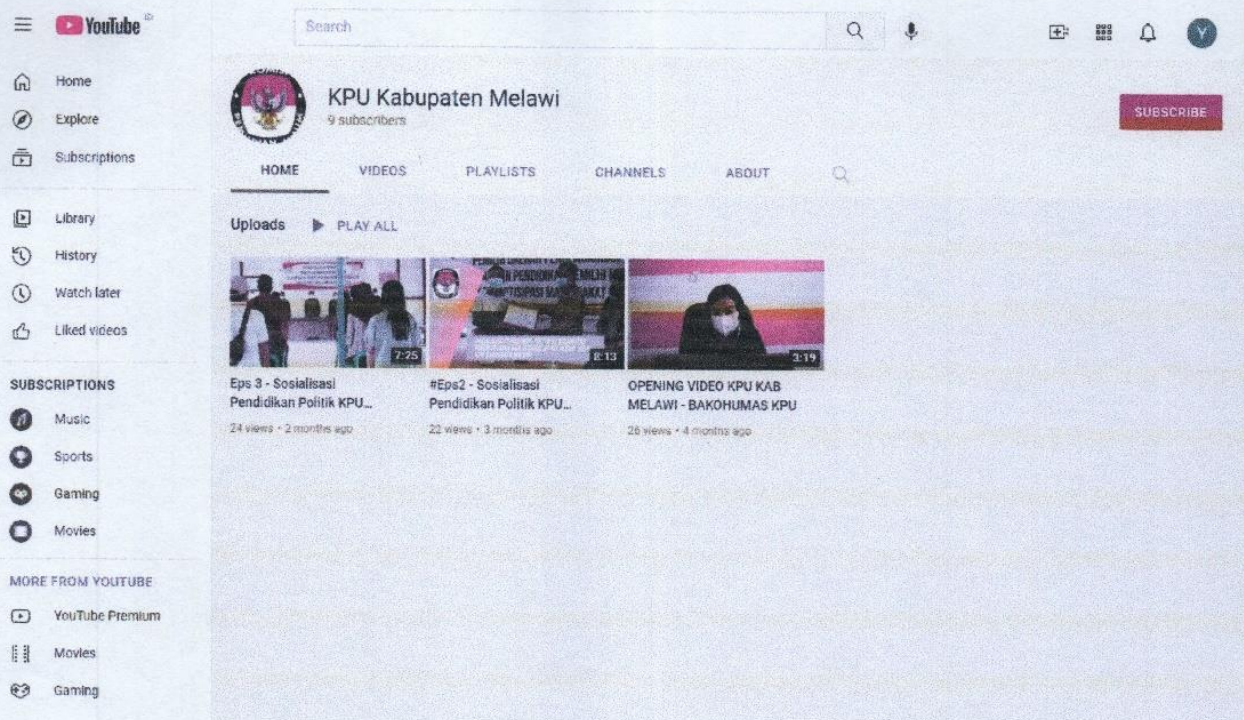 YouTube ID
Search
Home
Explore
Subscriptions
Library
History
Watch later
Liked videos
SUBSCRIPTIONS
Music
Sports
Gaming
Movies
MORE FROM YOUTUBE
YouTube Premium
Movies
Gaming
KPU Kabupaten Melawi
9 subscribers
SUBSCRIBE
HOME VIDEOS PLAYLISTS CHANNELS ABOUT
Uploads PLAY ALL
7:25
Eps 3 - Sosialisasi
Pendidikan Politik KPU...
24 views • 2 months ago
8:13
#Eps2 - Sosialisasi
Pendidikan Politik KPU...
22 views • 3 months ago
3:19
OPENING VIDEO KPU KAB
MELAWI - BAKOHUMAS KPU
26 views • 4 months ago
Y